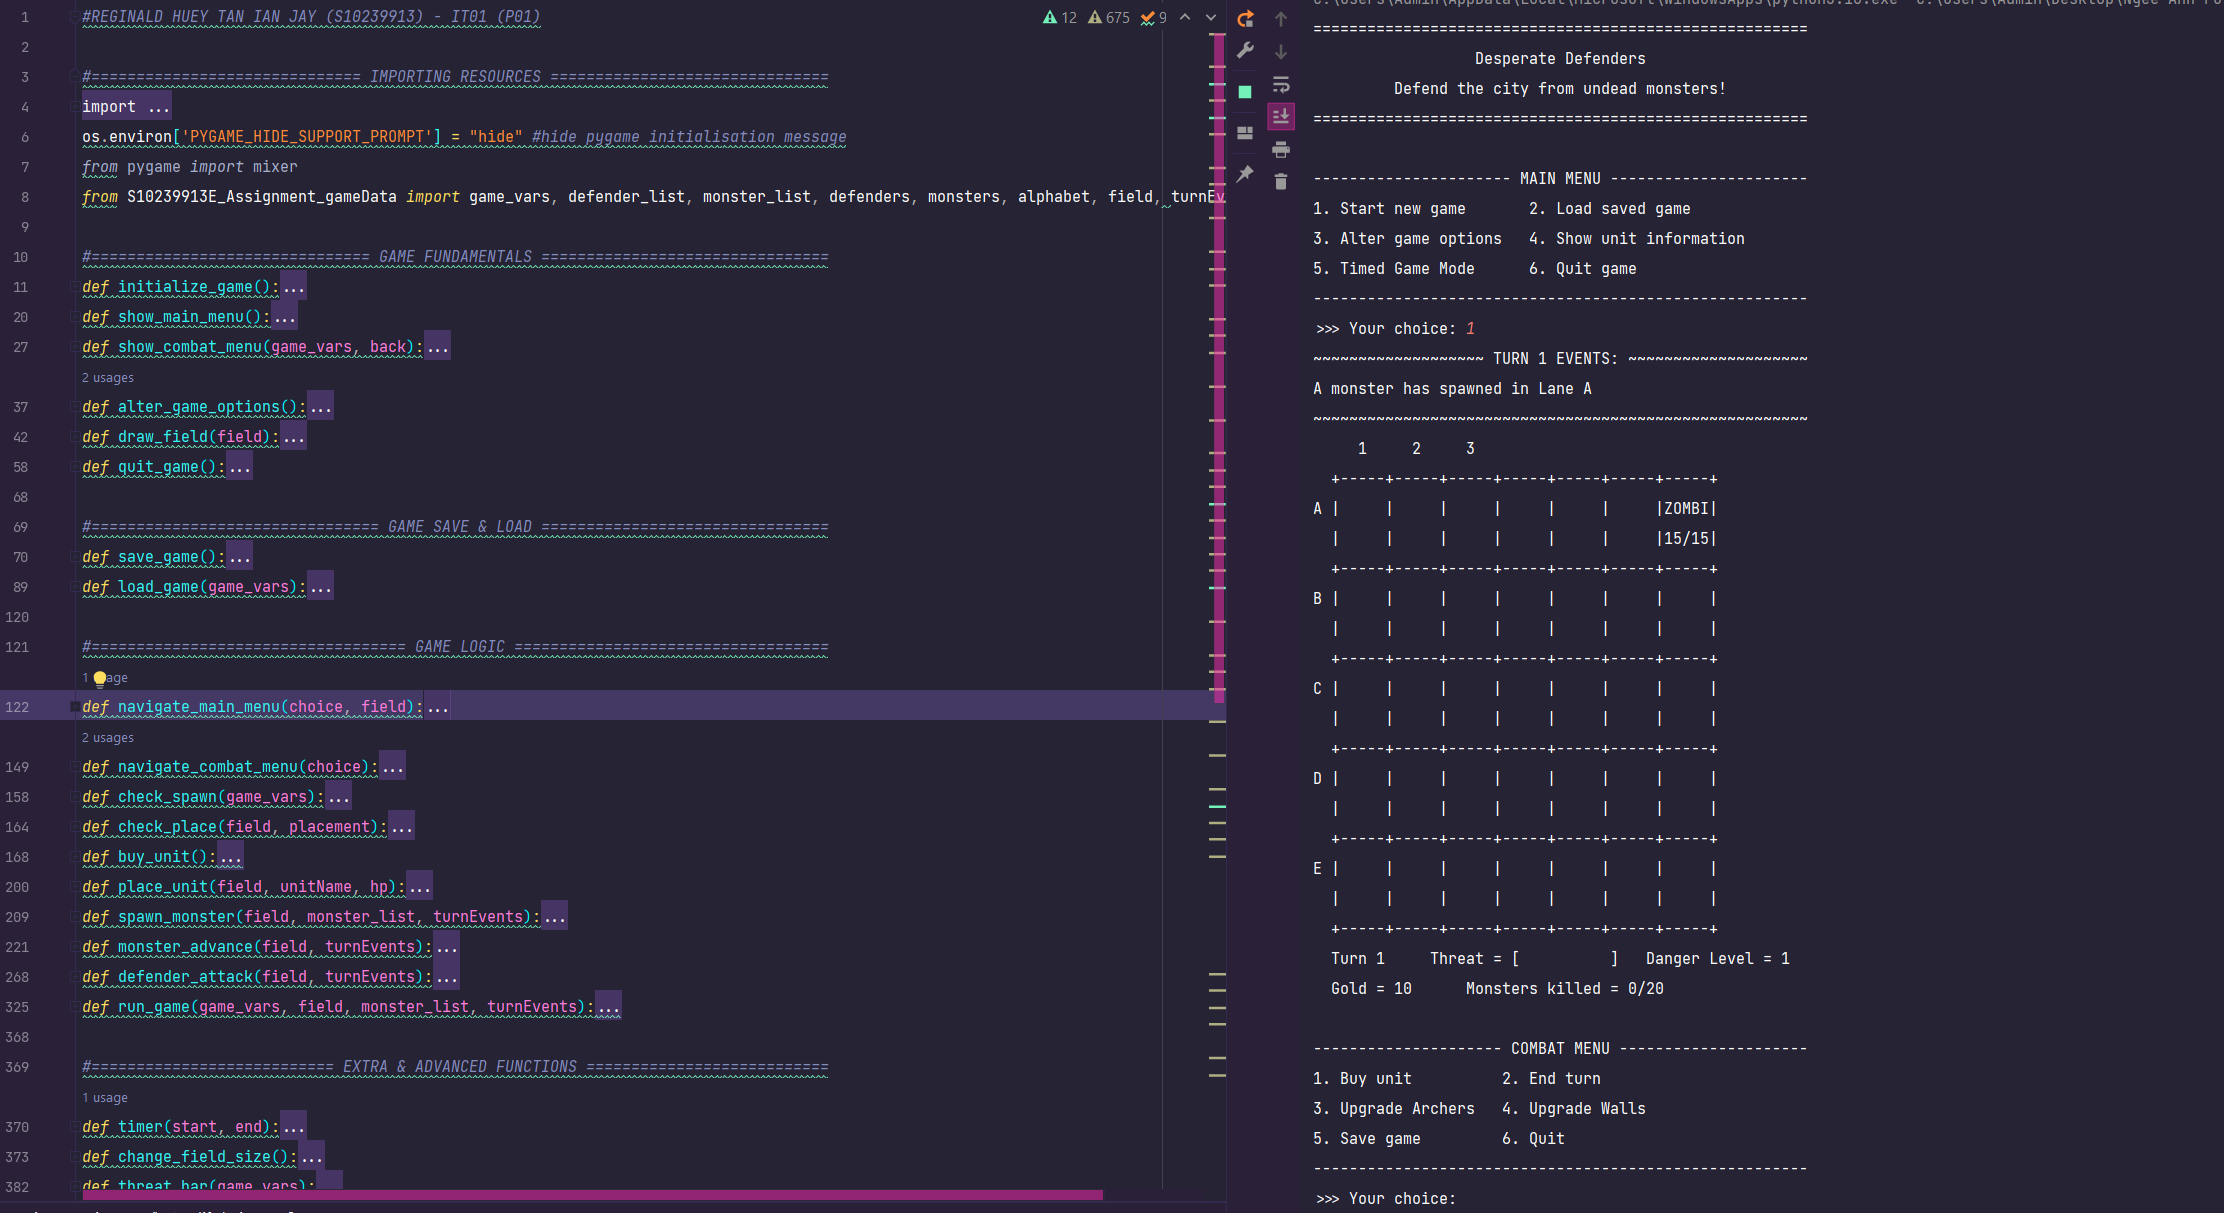 1 #REGINALD HUEY TAN IAN JAY (S10239913) - IT01 (P01)
12 675 9
2
3 #============================== IMPORTING RESOURCES ===============================
4 import ...
6 os.environ['PYGAME_HIDE_SUPPORT_PROMPT'] = "hide" #hide pygame initialisation message
7 from pygame import mixer
8 from S10239913E_Assignment_gameData import game_vars, defender_list, monster_list, defenders, monsters, alphabet, field, turnEv
9
10 #=============================== GAME FUNDAMENTALS ================================
11 def initialize_game():...
20 def show_main_menu():...
27 def show_combat_menu(game_vars, back):...
2 usages
37 def alter_game_options():...
42 def draw_field(field):...
58 def quit_game():...
68
69 #================================ GAME SAVE & LOAD ================================
70 def save_game():...
89 def load_game(game_vars):...
120
121 #=================================== GAME LOGIC ===================================
1 age
122 def navigate_main_menu(choice, field):...
2 usages
149 def navigate_combat_menu(choice):...
158 def check_spawn(game_vars):...
164 def check_place(field, placement):...
168 def buy_unit():...
200 def place_unit(field, unitName, hp):...
209 def spawn_monster(field, monster_list, turnEvents):...
221 def monster_advance(field, turnEvents):...
268 def defender_attack(field, turnEvents):...
325 def run_game(game_vars, field, monster_list, turnEvents):...
368
369 #=========================== EXTRA & ADVANCED FUNCTIONS ===========================
1 usage
370 def timer(start, end):...
373 def change_field_size():...
382 def threat_bar(game_vars):
=======================================================
                  Desperate Defenders
         Defend the city from undead monsters!
=======================================================
---------------------- MAIN MENU ----------------------
1. Start new game       2. Load saved game
3. Alter game options   4. Show unit information
5. Timed Game Mode      6. Quit game
-------------------------------------------------------
>>> Your choice: 1
~~~~~~~~~~~~~~~~~~~ TURN 1 EVENTS: ~~~~~~~~~~~~~~~~~~~~
A monster has spawned in Lane A
~~~~~~~~~~~~~~~~~~~~~~~~~~~~~~~~~~~~~~~~~~~~~~~~~~~~~~~
     1     2     3
  +-----+-----+-----+-----+-----+-----+-----+
A |     |     |     |     |     |     |ZOMBI|
  |     |     |     |     |     |     |15/15|
  +-----+-----+-----+-----+-----+-----+-----+
B |     |     |     |     |     |     |     |
  |     |     |     |     |     |     |     |
  +-----+-----+-----+-----+-----+-----+-----+
C |     |     |     |     |     |     |     |
  |     |     |     |     |     |     |     |
  +-----+-----+-----+-----+-----+-----+-----+
D |     |     |     |     |     |     |     |
  |     |     |     |     |     |     |     |
  +-----+-----+-----+-----+-----+-----+-----+
E |     |     |     |     |     |     |     |
  |     |     |     |     |     |     |     |
  +-----+-----+-----+-----+-----+-----+-----+
  Turn 1     Threat = [          ]   Danger Level = 1
  Gold = 10      Monsters killed = 0/20
--------------------- COMBAT MENU ---------------------
1. Buy unit          2. End turn
3. Upgrade Archers   4. Upgrade Walls
5. Save game         6. Quit
-------------------------------------------------------
>>> Your choice: